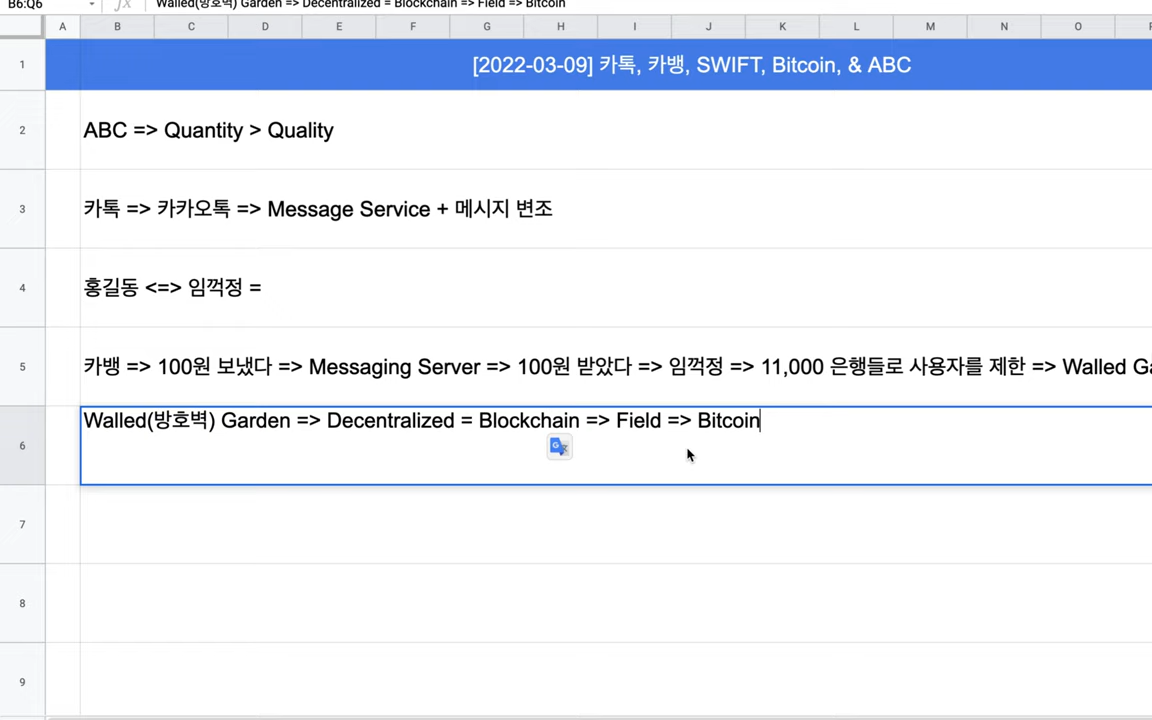 B6:Q6 fx Walled(방호벽) Garden => Decentralized = Blockchain => Field => Bitcoin
A B C D E F G H I J K L M N O
1 [2022-03-09] 카톡, 카뱅, SWIFT, Bitcoin, & ABC
2 ABC => Quantity > Quality
3 카톡 => 카카오톡 => Message Service + 메시지 변조
4 홍길동 <=> 임꺽정 =
5 카뱅 => 100원 보냈다 => Messaging Server => 100원 받았다 => 임꺽정 => 11,000 은행들로 사용자를 제한 => Walled
6 Walled(방호벽) Garden => Decentralized = Blockchain => Field => Bitcoin
7
8
9